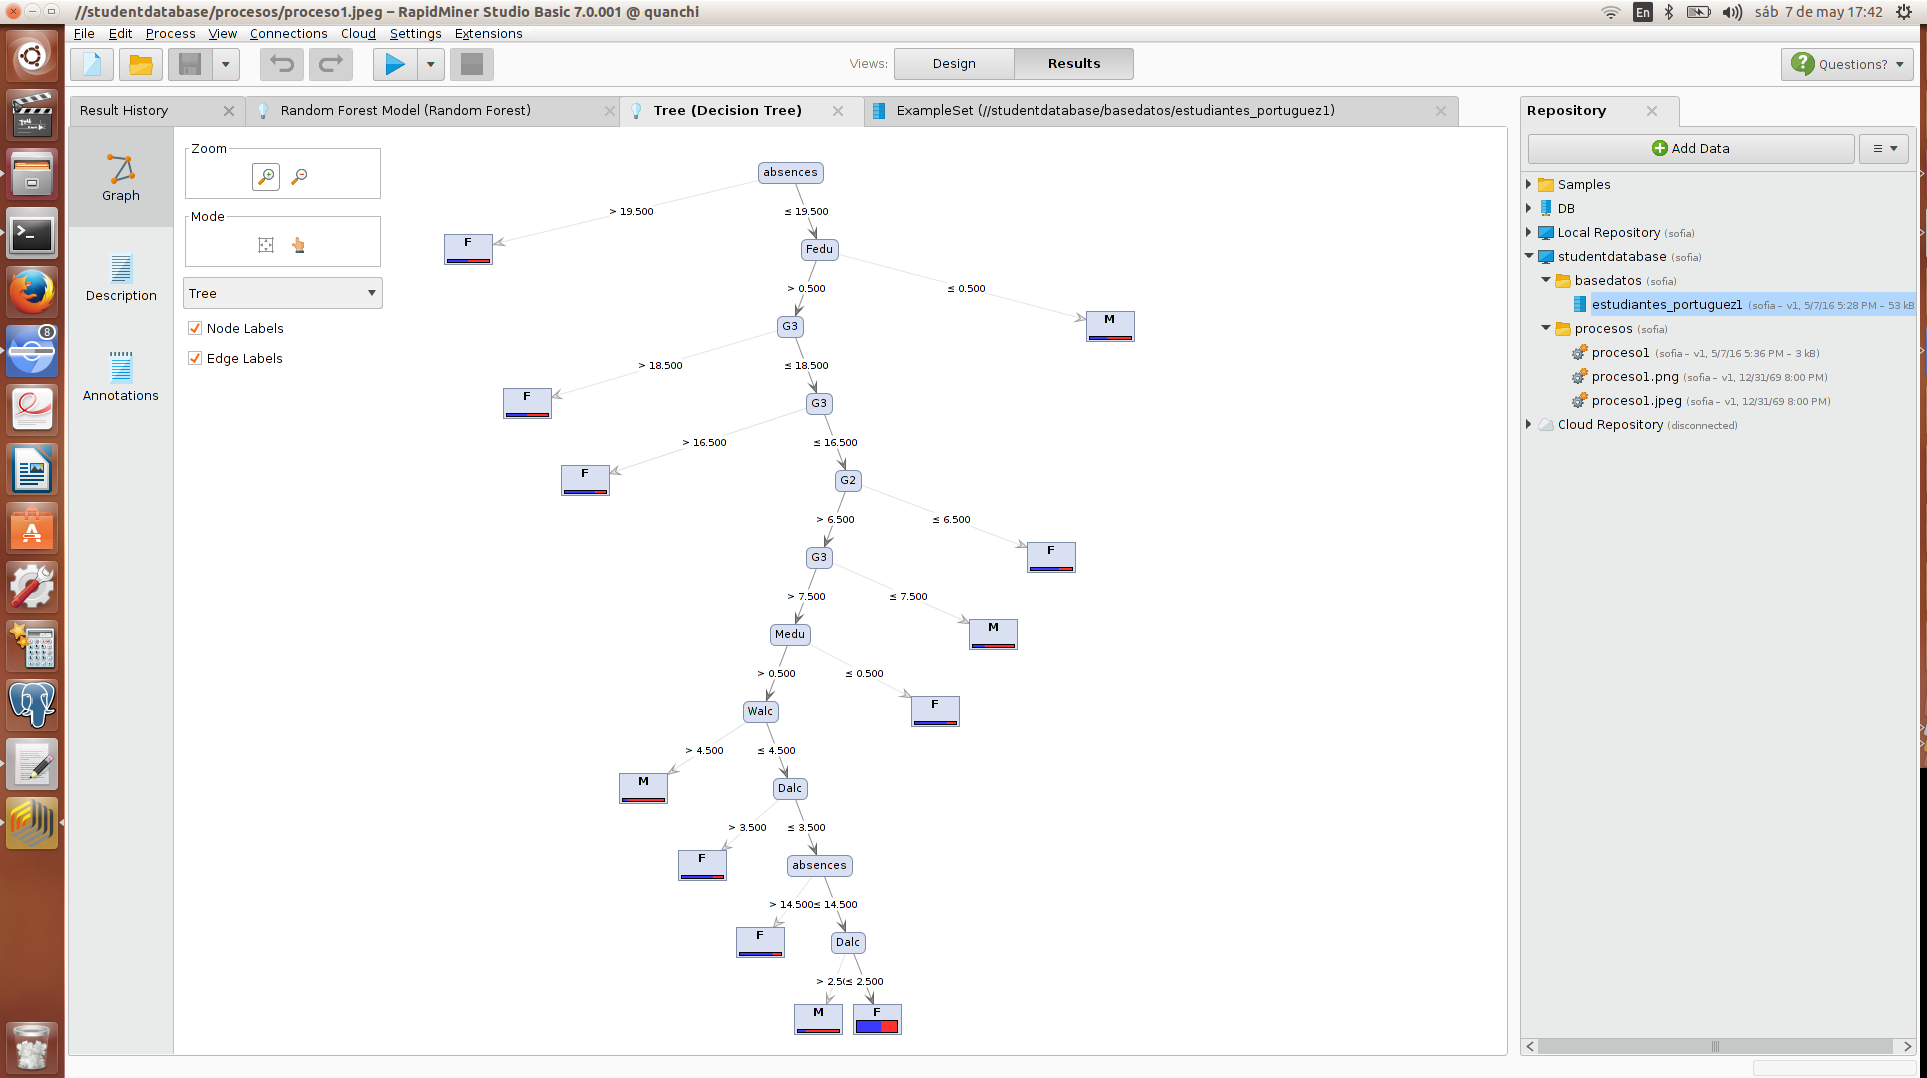 //studentdatabase/procesos/proceso1.jpeg – RapidMiner Studio Basic 7.0.001 @ quanchi
En
sáb 7 de may 17:42
File Edit Process View Connections Cloud Settings Extensions
Views: Design Results
Questions?
Result History
Random Forest Model (Random Forest)
Tree (Decision Tree)
ExampleSet (//studentdatabase/basedatos/estudiantes_portuguez1)
Repository
Graph
Description
Annotations
Zoom
Mode
Tree
Node Labels
Edge Labels
absences
> 19.500 ≤ 19.500
F
Fedu
> 0.500 ≤ 0.500
G3
M
> 18.500 ≤ 18.500
F
G3
> 16.500 ≤ 16.500
F
G2
> 6.500 ≤ 6.500
G3
F
> 7.500 ≤ 7.500
Medu
M
> 0.500 ≤ 0.500
Walc
F
> 4.500 ≤ 4.500
M
Dalc
> 3.500 ≤ 3.500
F
absences
> 14.500 ≤ 14.500
F
Dalc
> 2.50 ≤ 2.500
M
F
Add Data
Samples
DB
Local Repository (sofia)
studentdatabase (sofia)
basedatos (sofia)
estudiantes_portuguez1 (sofia – v1, 5/7/16 5:28 PM – 53 kB
procesos (sofia)
proceso1 (sofia – v1, 5/7/16 5:36 PM – 3 kB)
proceso1.png (sofia – v1, 12/31/69 8:00 PM)
proceso1.jpeg (sofia – v1, 12/31/69 8:00 PM)
Cloud Repository (disconnected)
8